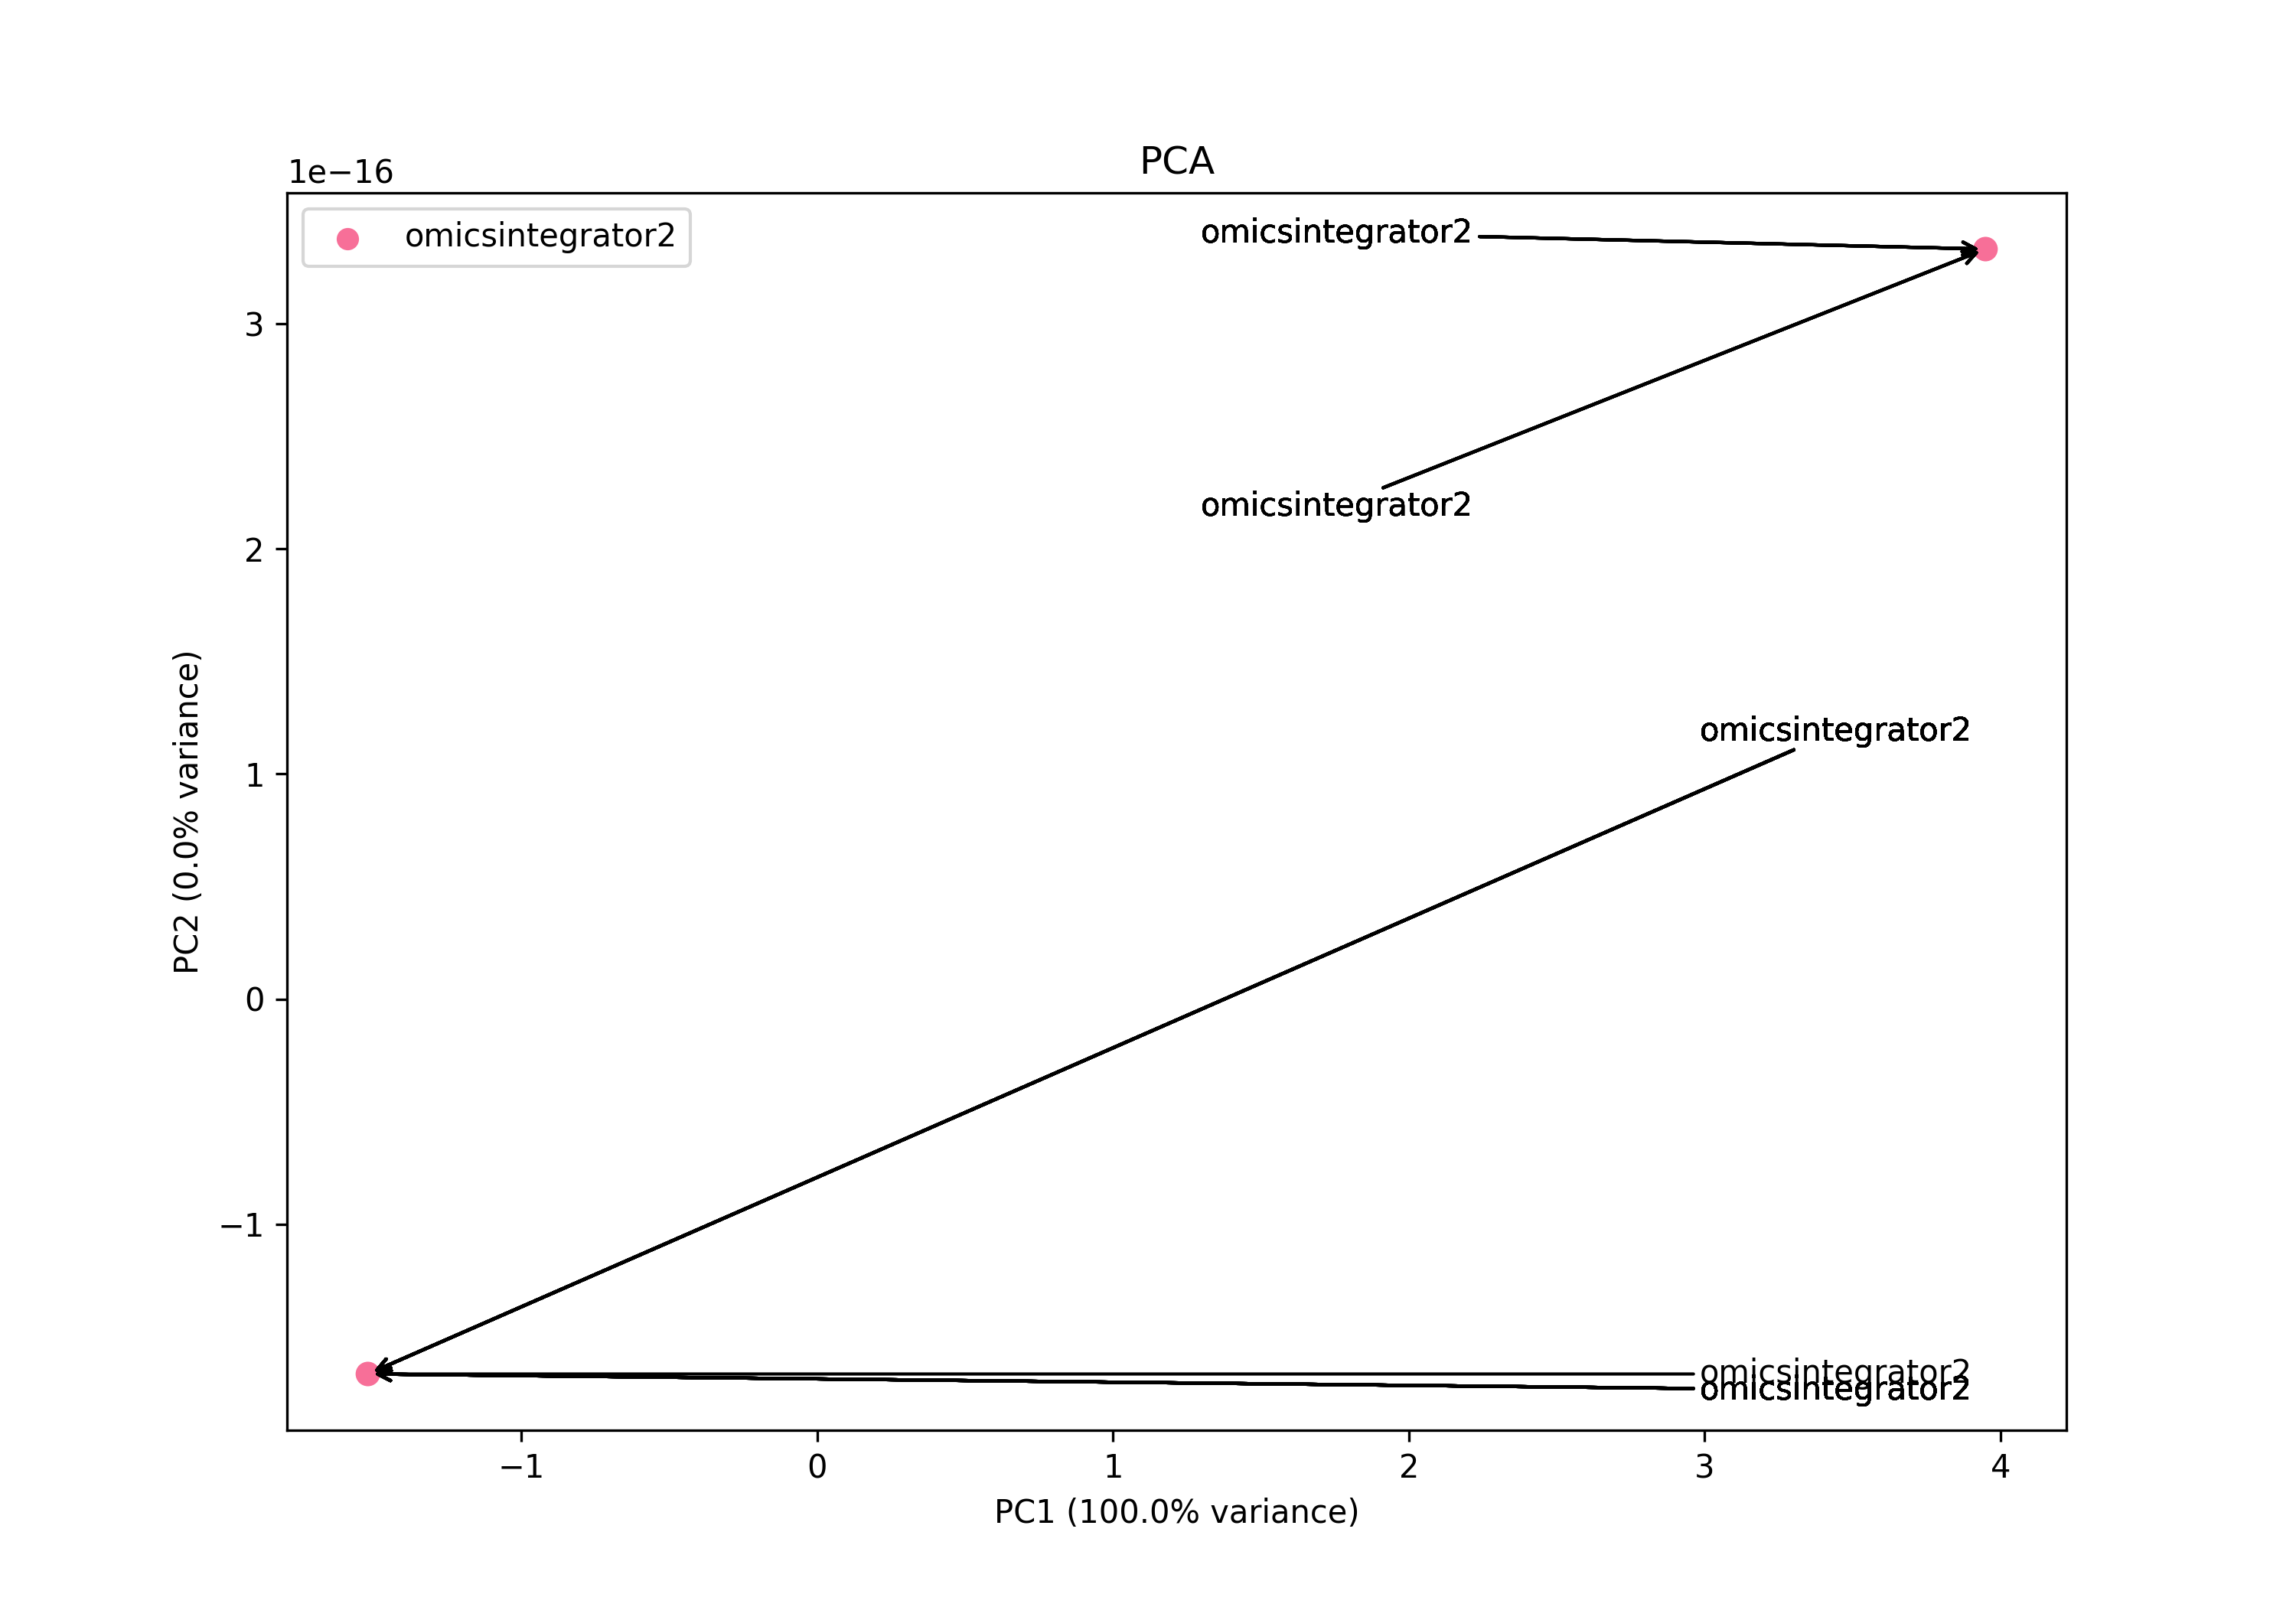 PCA
1e−16
omicsintegrator2
omicsintegrator2
omicsintegrator2
omicsintegrator2
omicsintegrator2
omicsintegrator2
3
2
1
0
−1
PC2 (0.0% variance)
−1
0
1
2
3
4
PC1 (100.0% variance)